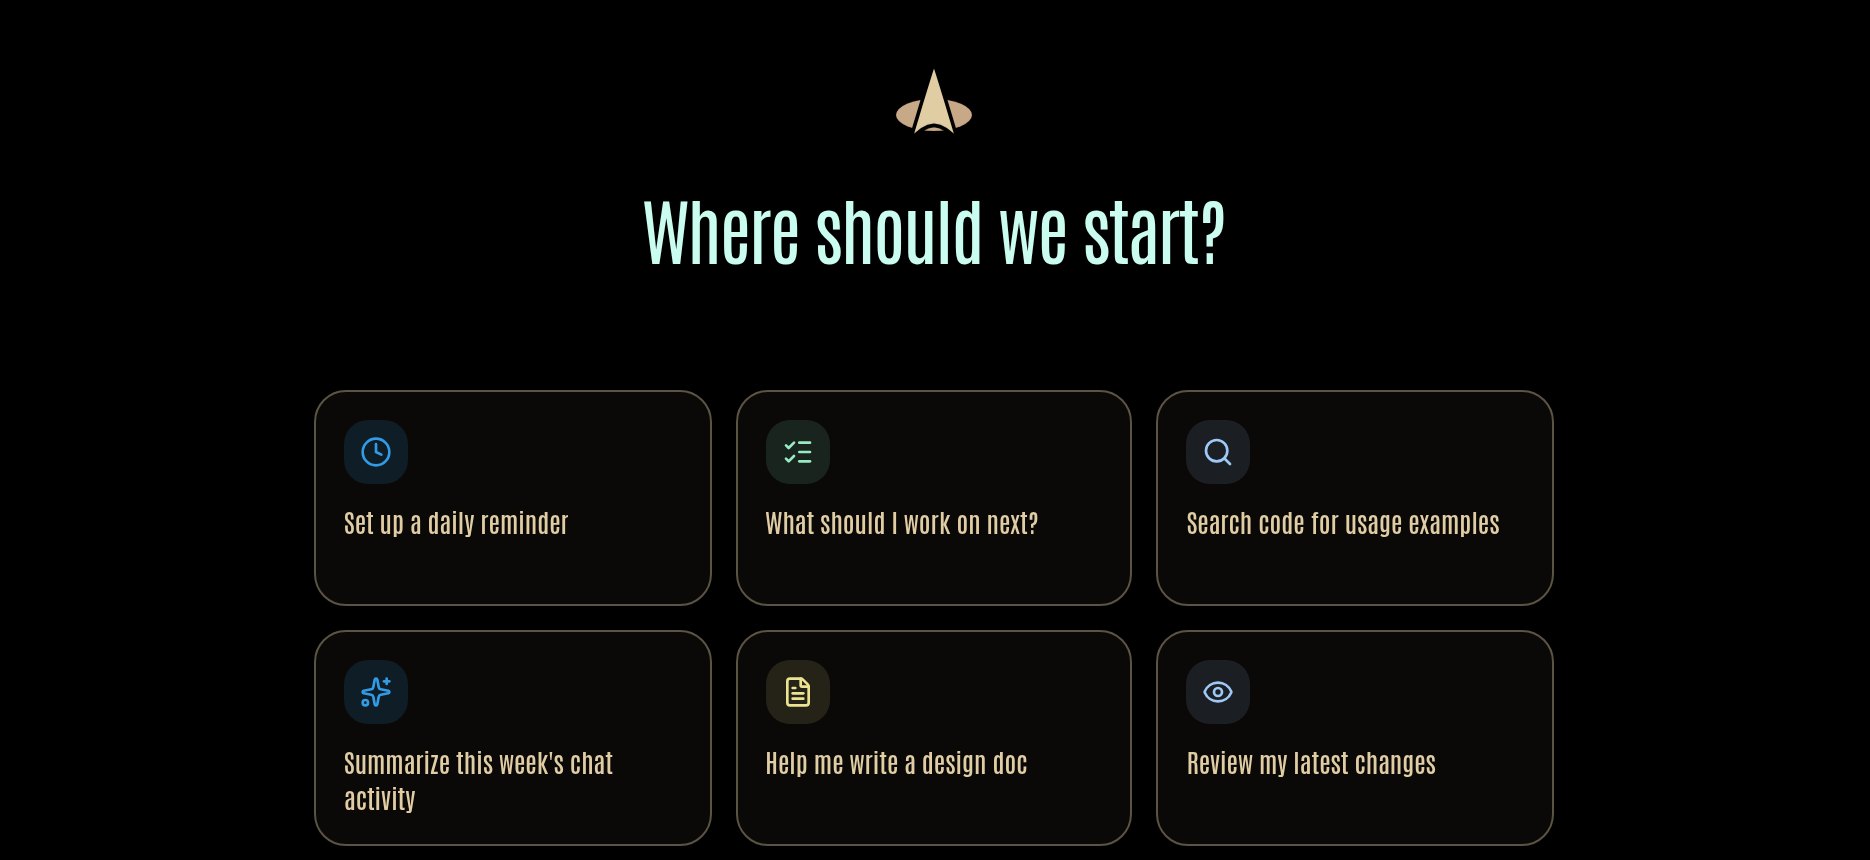 Where should we start?
Set up a daily reminder
What should I work on next?
Search code for usage examples
Summarize this week's chat
activity
Help me write a design doc
Review my latest changes